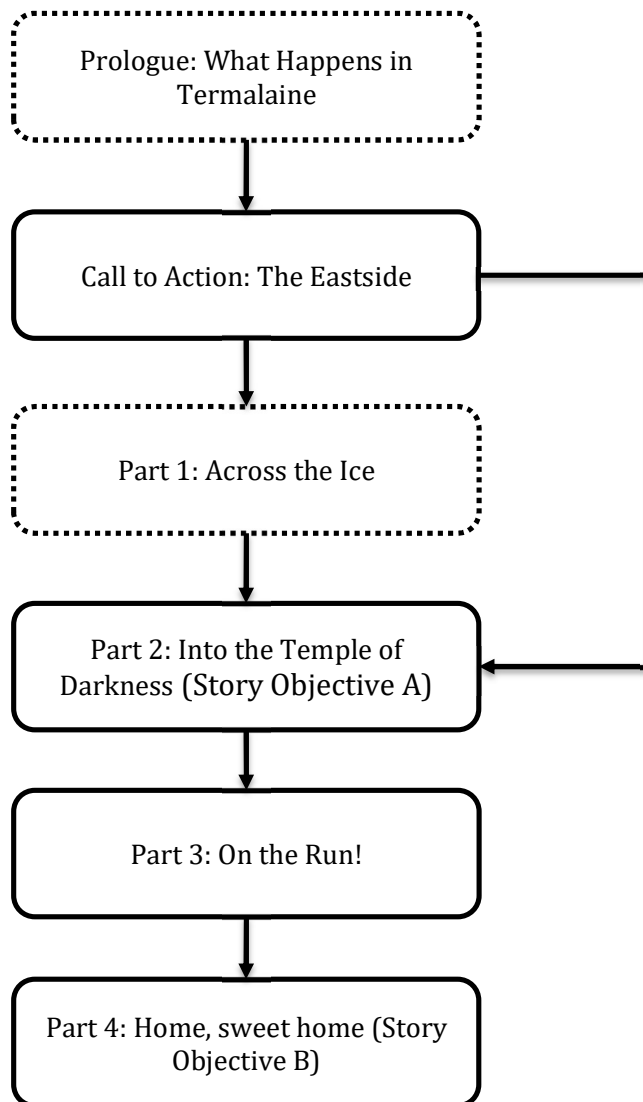 Prologue: What Happens in
Termalaine
Call to Action: The Eastside
Part 1: Across the Ice
Part 2: Into the Temple of
Darkness (Story Objective A)
Part 3: On the Run!
Part 4: Home, sweet home (Story
Objective B)